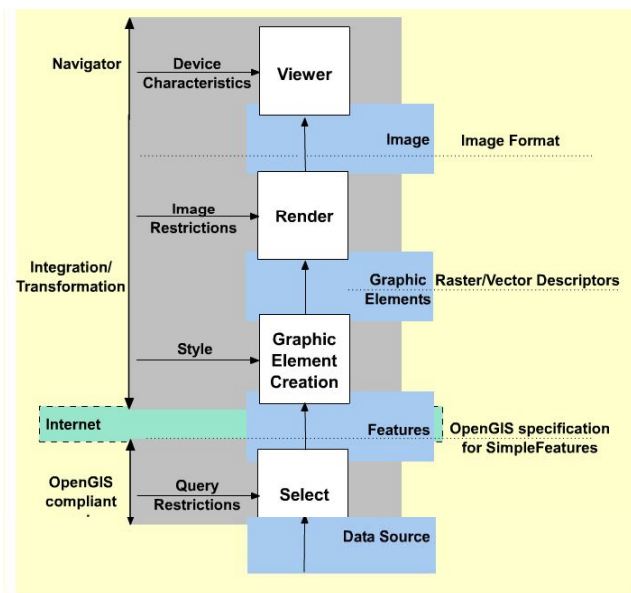 Navigator
Device
Characteristics
Viewer
Image
Image Format
Image
Restrictions
Render
Integration/
Transformation
Graphic
Elements
Raster/Vector Descriptors
Style
Graphic
Element
Creation
Internet
Features
OpenGIS specification
for SimpleFeatures
OpenGIS
compliant
Query
Restrictions
Select
Data Source